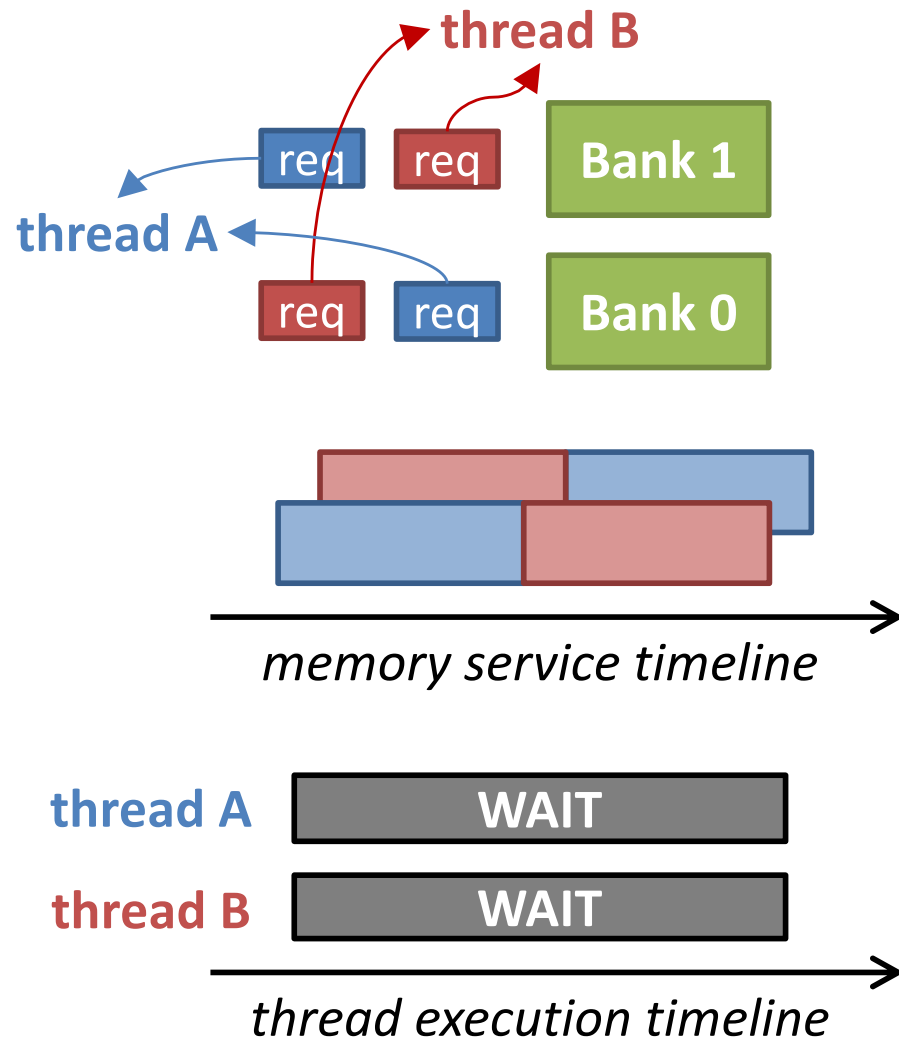 thread B
req req Bank 1
thread A
req req Bank 0
memory service timeline
thread A WAIT
thread B WAIT
thread execution timeline